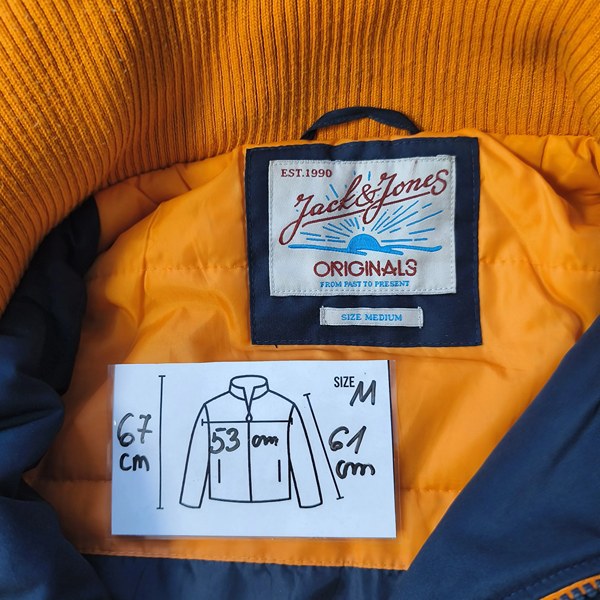 EST.1990
Jack&Jones
ORIGINALS
FROM PAST TO PRESENT
SIZE MEDIUM
SIZE M
67 cm
53 cm
61 cm